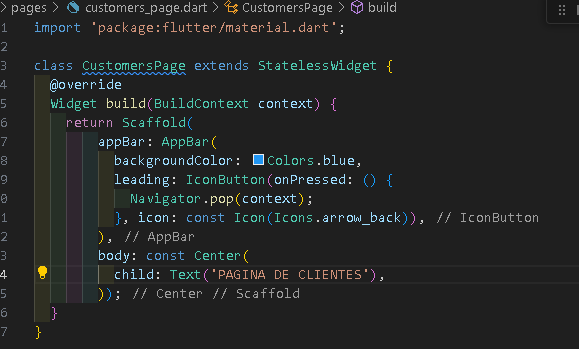 pages > customers_page.dart > CustomersPage > build
1 import 'package:flutter/material.dart';
2
3 class CustomersPage extends StatelessWidget {
4 @override
5 Widget build(BuildContext context) {
6 return Scaffold(
7 appBar: AppBar(
8 backgroundColor: Colors.blue,
9 leading: IconButton(onPressed: () {
0 Navigator.pop(context);
1 }, icon: const Icon(Icons.arrow_back)), // IconButton
2 ), // AppBar
3 body: const Center(
4 child: Text('PAGINA DE CLIENTES'),
5 )); // Center // Scaffold
6 }
7 }